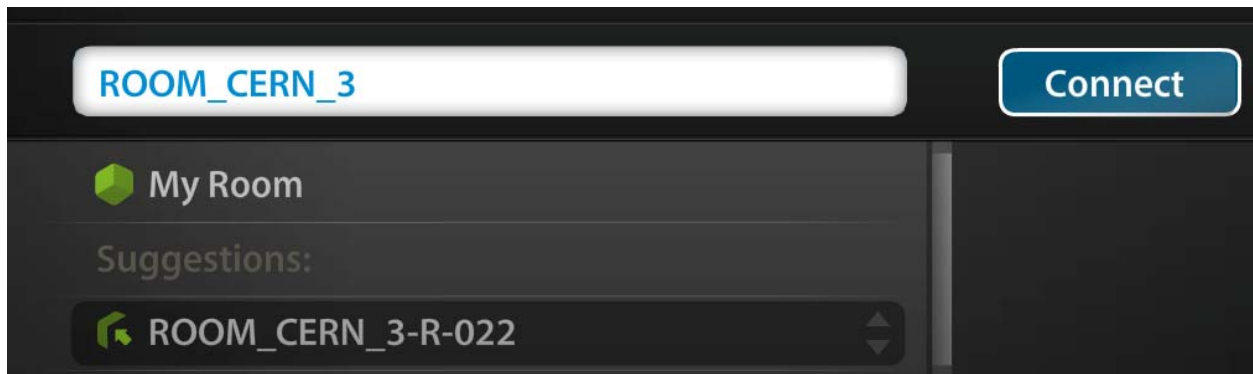 ROOM_CERN_3
Connect
My Room
Suggestions:
ROOM_CERN_3-R-022